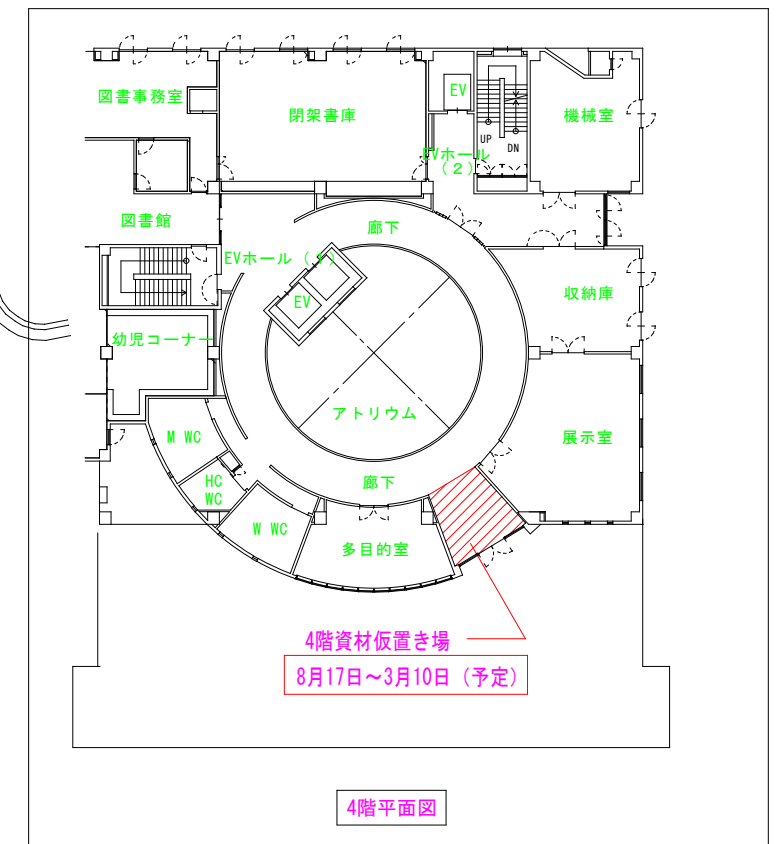 図書事務室
閉架書庫
EV
機械室
UP
DN
EVホール
(2)
図書館
廊下
EVホール (1)
EV
収納庫
幼児コーナー
アトリウム
M WC
展示室
HC
WC
廊下
W WC
多目的室
4階資材仮置き場
8月17日～3月10日 (予定)
4階平面図